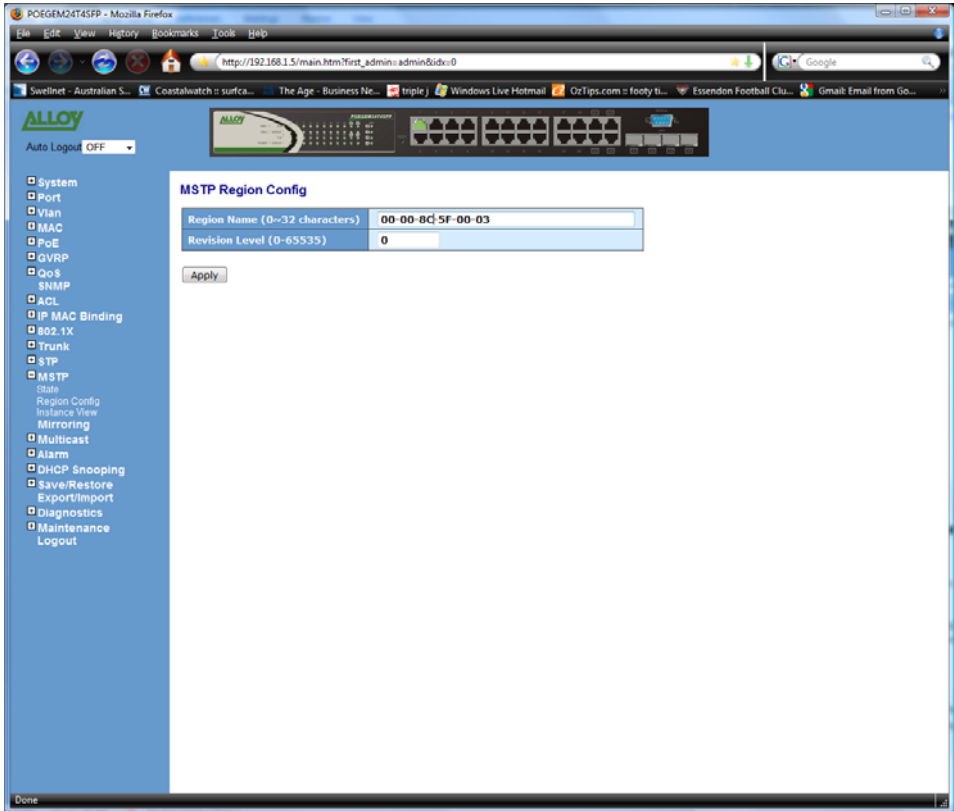 POEGEM24T4SFP - Mozilla Firefox
File Edit View History Bookmarks Tools Help
http://192.168.1.5/main.htm?first_admin=admin&idx=0
G Google
Swellnet - Australian S... Coastalwatch :: surfca... The Age - Business Ne... triple j Windows Live Hotmail OzTips.com :: footy ti... Essendon Football Clu... Gmail: Email from Go... »
ALLOY
Auto Logout OFF
ALLOY
POEGEM24T4SFP
System
Port
Vlan
MAC
PoE
GVRP
QoS
SNMP
ACL
IP MAC Binding
802.1X
Trunk
STP
MSTP
State
Region Config
Instance View
Mirroring
Multicast
Alarm
DHCP Snooping
Save/Restore
Export/Import
Diagnostics
Maintenance
Logout
MSTP Region Config
Region Name (0~32 characters) 00-00-8C-5F-00-03
Revision Level (0-65535) 0
Apply
Done